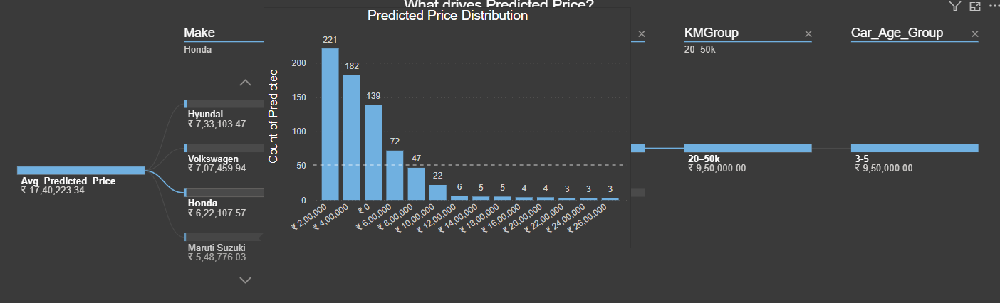 What drives Predicted Price?
Predicted Price Distribution
Make
Honda
KMGroup
20–50k
Car_Age_Group
Hyundai
₹ 7,33,103.47
Volkswagen
₹ 7,07,459.94
Avg_Predicted_Price
₹ 17,40,223.34
Honda
₹ 6,22,107.57
Maruti Suzuki
₹ 5,48,776.03
Count of Predicted
200
150
100
50
0
221
182
139
72
47
22
6
5
5
4
4
3
3
3
₹ 2,00,000
₹ 4,00,000
₹ 0
₹ 6,00,000
₹ 8,00,000
₹ 10,00,000
₹ 12,00,000
₹ 14,00,000
₹ 18,00,000
₹ 16,00,000
₹ 20,00,000
₹ 22,00,000
₹ 24,00,000
₹ 26,00,000
20–50k
₹ 9,50,000.00
3-5
₹ 9,50,000.00